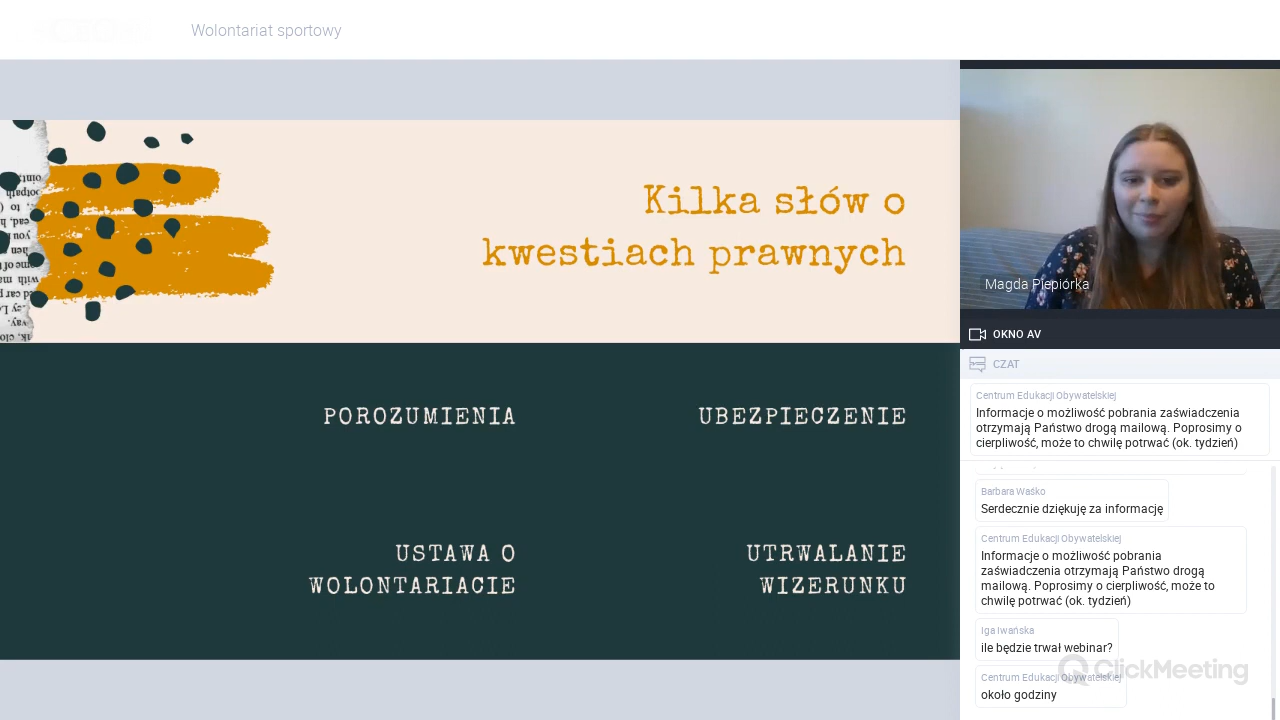 Wolontariat sportowy
Kilka słów o
kwestiach prawnych
POROZUMIENIA
UBEZPIECZENIE
USTAWA O
WOLONTARIACIE
UTRWALANIE
WIZERUNKU
Magda Piepiórka
OKNO AV
CZAT
Centrum Edukacji Obywatelskiej
Informacje o możliwość pobrania zaświadczenia
otrzymają Państwo drogą mailową. Poprosimy o
cierpliwość, może to chwilę potrwać (ok. tydzień)
Barbara Waśko
Serdecznie dziękuję za informację
Centrum Edukacji Obywatelskiej
Informacje o możliwość pobrania
zaświadczenia otrzymają Państwo drogą
mailową. Poprosimy o cierpliwość, może to
chwilę potrwać (ok. tydzień)
Iga Iwańska
ile będzie trwał webinar?
Centrum Edukacji Obywatelskiej
około godziny
ClickMeeting